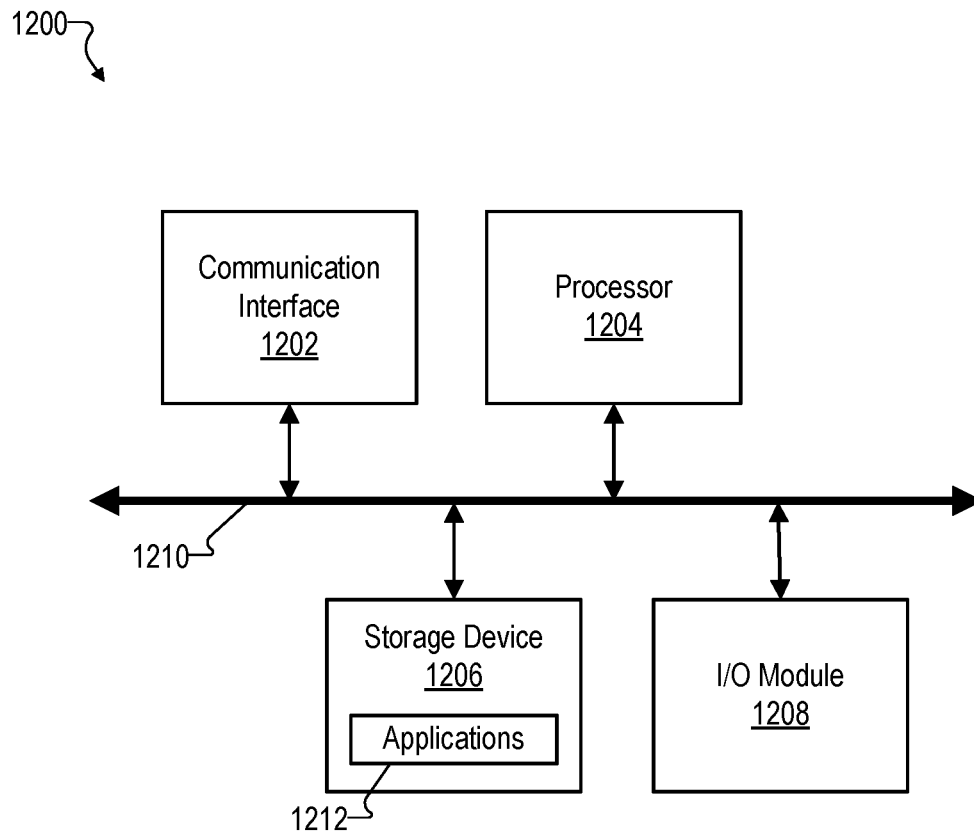 1200
Communication
Interface
1202
Processor
1204
1210
Storage Device
1206
Applications
1212
I/O Module
1208